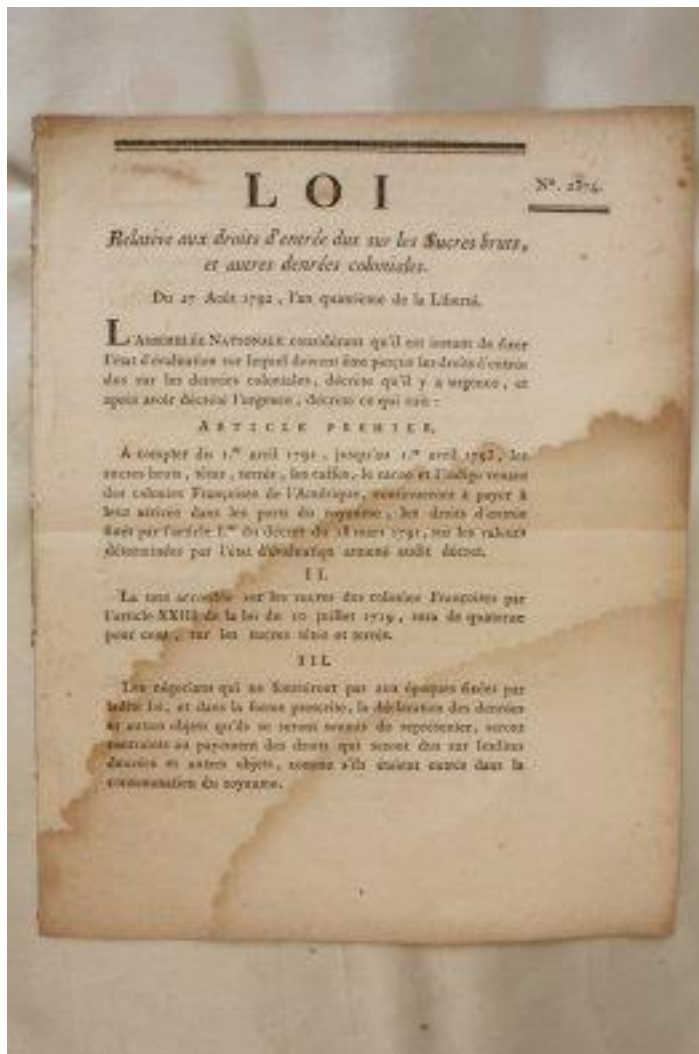 LOI
N°. 2374.
Relative aux droits d'entrée dus sur les Sucres bruts,
et autres denrées coloniales.
Du 27 Août 1792, l'an quatrième de la Liberté.
L'ASSEMBLÉE NATIONALE considérant qu'il est instant de fixer
l'état d'évaluation sur lequel doivent être perçus les droits d'entrée
dus sur les denrées coloniales, décrète qu'il y a urgence, et
après avoir décrété l'urgence, décrete ce qui suit :
ARTICLE PREMIER.
A compter du 1.er avril 1792, jusqu'au 1.er avril 1793, les
sucres bruts, têtes, terrés, les caffés, le cacao et l'indigo venant
des colonies Françoises de l'Amérique, continueront à payer à
leur arrivée dans les ports du royaume, les droits d'entrée
fixés par l'article I.er du décret du 18 mars 1791, sur les valeurs
déterminées par l'état d'évaluation annexé audit décret.
II.
La tare accordée sur les sucres des colonies Françoises par
l'article XXIII de la loi du 10 juillet 1791, sera de quatorze
pour cent, sur les sucres têtes et terrés.
III.
Les négocians qui ne fourniront pas aux époques fixées par
ladite loi, et dans la forme prescrite, la déclaration des denrées
et autres objets qu'ils se seront soumis de représenter, seront
contraints au payement des droits qui seront dus sur lesdites
denrées et autres objets, comme s'ils étaient entrés dans la
consommation du royaume.